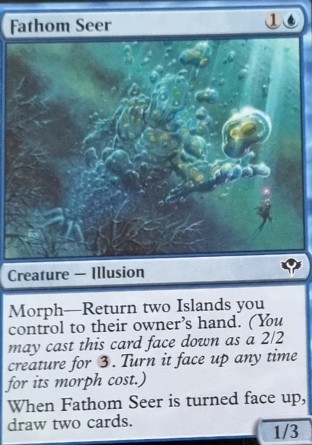 Fathom Seer 1
Creature — Illusion
Morph—Return two Islands you
control to their owner's hand. (You
may cast this card face down as a 2/2
creature for 3. Turn it face up any time
for its morph cost.)
When Fathom Seer is turned face up,
draw two cards.
1/3